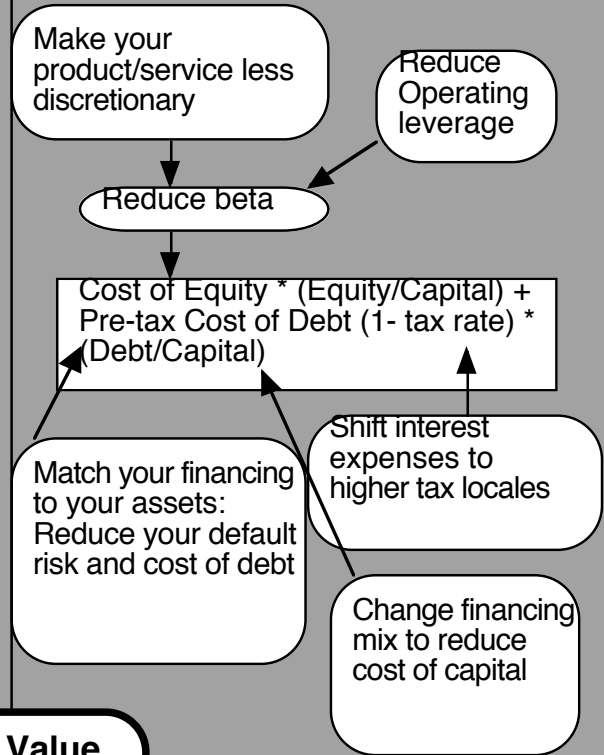 Make your
product/service less
discretionary
Reduce
Operating
leverage
Reduce beta
Cost of Equity * (Equity/Capital) +
Pre-tax Cost of Debt (1- tax rate) *
(Debt/Capital)
Shift interest
expenses to
higher tax locales
Match your financing
to your assets:
Reduce your default
risk and cost of debt
Change financing
mix to reduce
cost of capital
Value